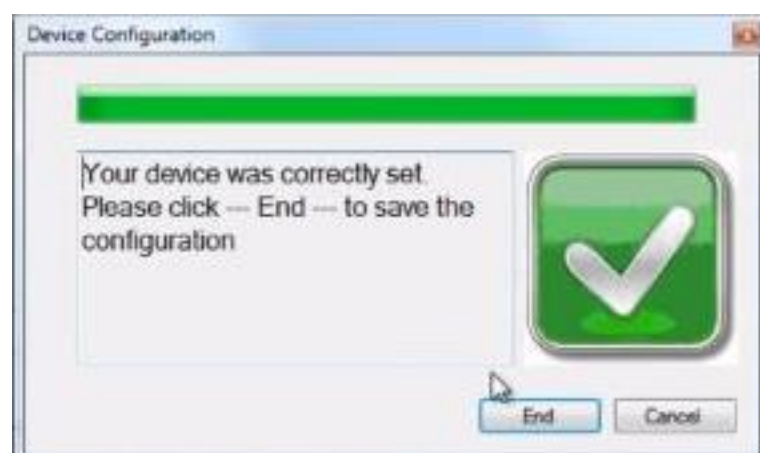 Device Configuration
Your device was correctly set.
Please click --- End --- to save the
configuration
End
Cancel